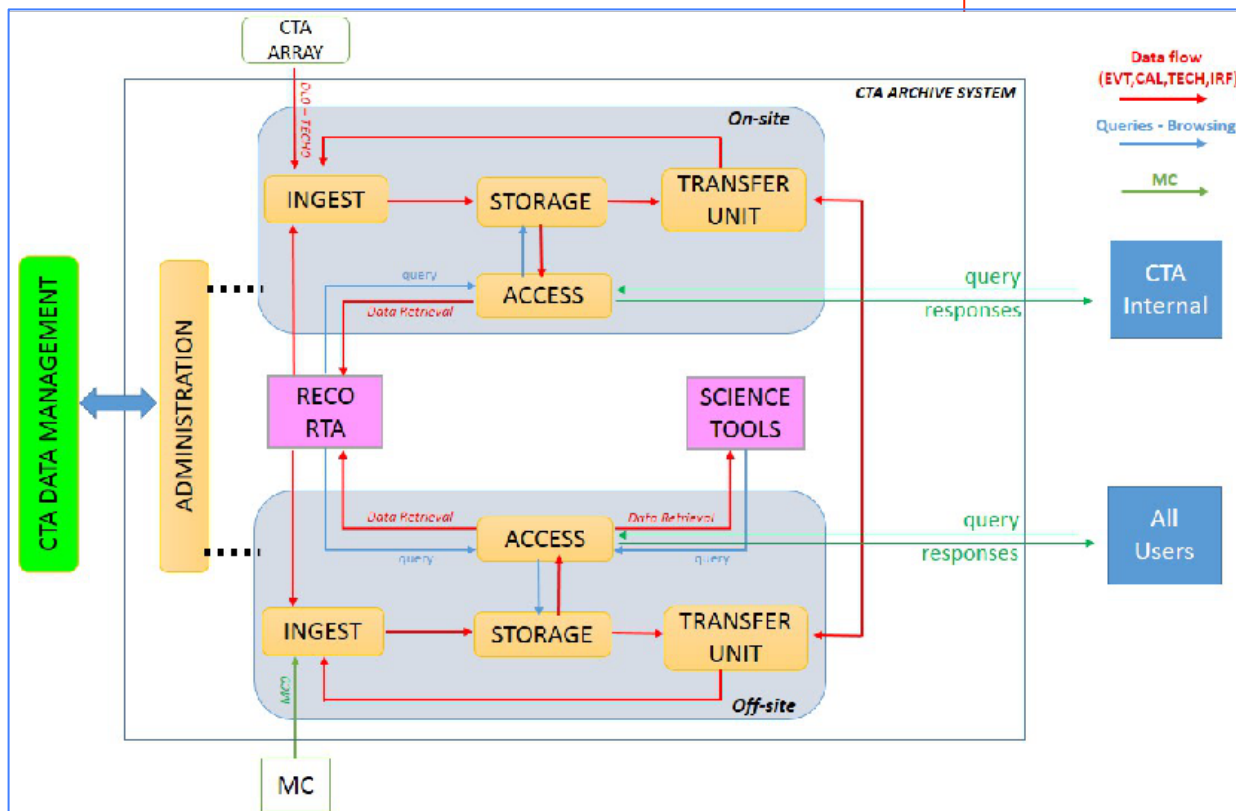 CTA
ARRAY
Data flow
(EVT,CAL,TECH,IRF)
CTA ARCHIVE SYSTEM
DL0 – TECH0
On-site
Queries - Browsing
INGEST
STORAGE
TRANSFER
UNIT
MC
query
ACCESS
Data Retrieval
query
responses
CTA
Internal
CTA DATA MANAGEMENT
ADMINISTRATION
RECO
RTA
SCIENCE
TOOLS
Data Retrieval
ACCESS
Data Retrieval
query
query
query
responses
All
Users
INGEST
STORAGE
TRANSFER
UNIT
MC0
Off-site
MC